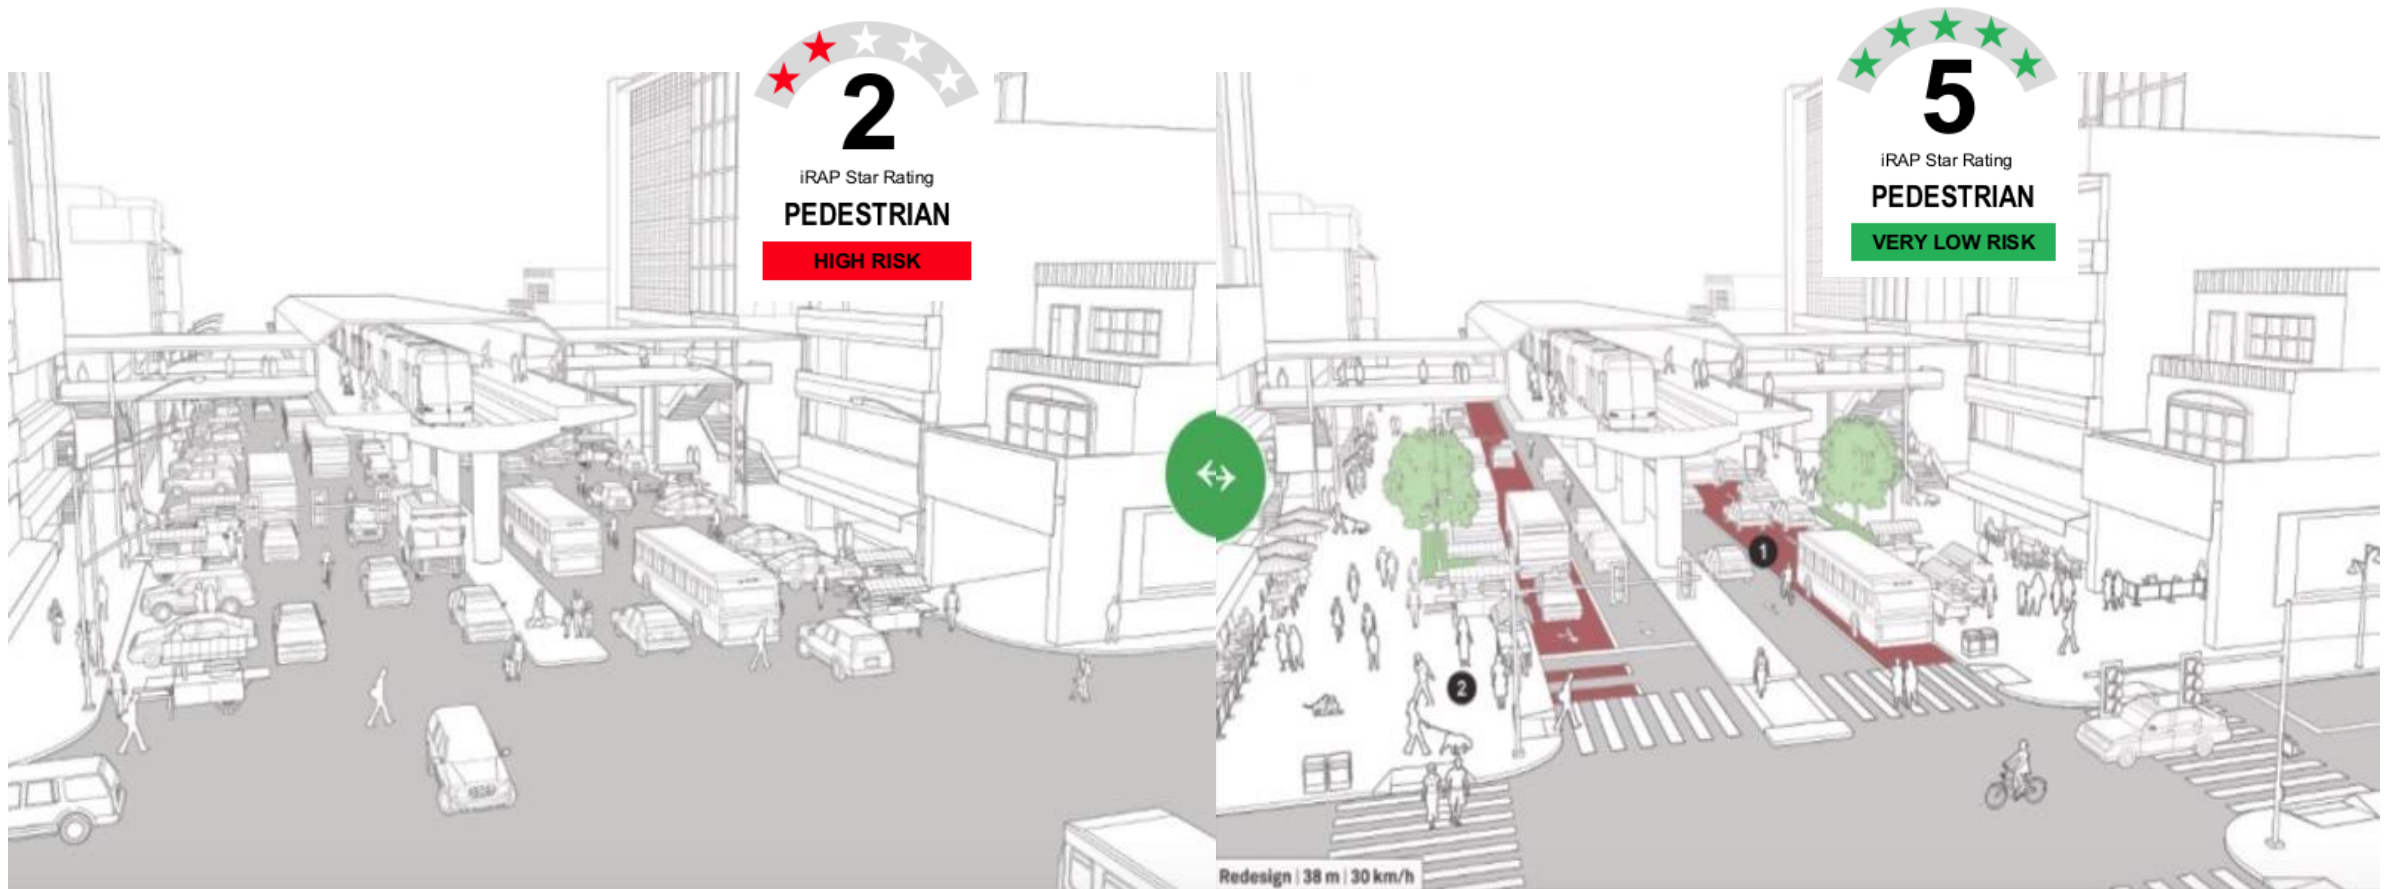 2
iRAP Star Rating
PEDESTRIAN
HIGH RISK
5
iRAP Star Rating
PEDESTRIAN
VERY LOW RISK
1
2
Redesign | 38 m | 30 km/h